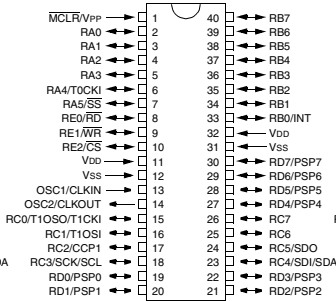 MCLR/VPP 1 40 RB7
RA0 2 39 RB6
RA1 3 38 RB5
RA2 4 37 RB4
RA3 5 36 RB3
RA4/T0CKI 6 35 RB2
RA5/SS 7 34 RB1
RE0/RD 8 33 RB0/INT
RE1/WR 9 32 VDD
RE2/CS 10 31 VSS
VDD 11 30 RD7/PSP7
VSS 12 29 RD6/PSP6
OSC1/CLKIN 13 28 RD5/PSP5
OSC2/CLKOUT 14 27 RD4/PSP4
RC0/T1OSO/T1CKI 15 26 RC7
RC1/T1OSI 16 25 RC6
RC2/CCP1 17 24 RC5/SDO
RC3/SCK/SCL 18 23 RC4/SDI/SDA
RD0/PSP0 19 22 RD3/PSP3
RD1/PSP1 20 21 RD2/PSP2